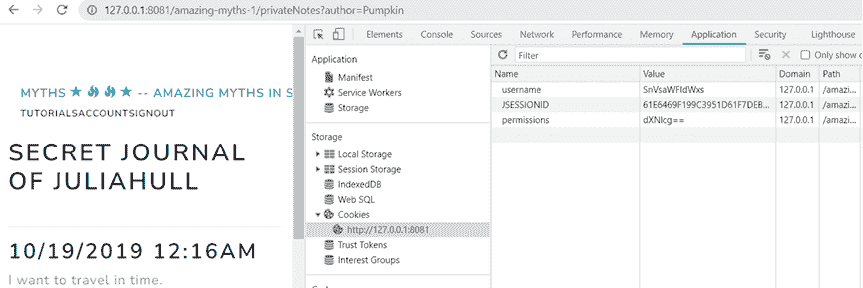 127.0.0.1:8081/amazing-myths-1/privateNotes?author=Pumpkin
MYTHS ★ -- AMAZING MYTHS IN S
TUTORIALSACCOUNTSIGNOUT
SECRET JOURNAL
OF JULIAHULL
10/19/2019 12:16AM
I want to travel in time.
Elements Console Sources Network Performance Memory Application Security Lighthouse
Application
Manifest
Service Workers
Storage
Storage
Local Storage
Session Storage
IndexedDB
Web SQL
Cookies
http://127.0.0.1:8081
Trust Tokens
Interest Groups
Filter
Only show c
Name Value Domain Path
username SnVsaWFIdWxs 127.0.0.1 /amazi...
JSESSIONID 61E6469F199C3951D61F7DEB... 127.0.0.1 /amazi...
permissions dXNlcg== 127.0.0.1 /amazi...